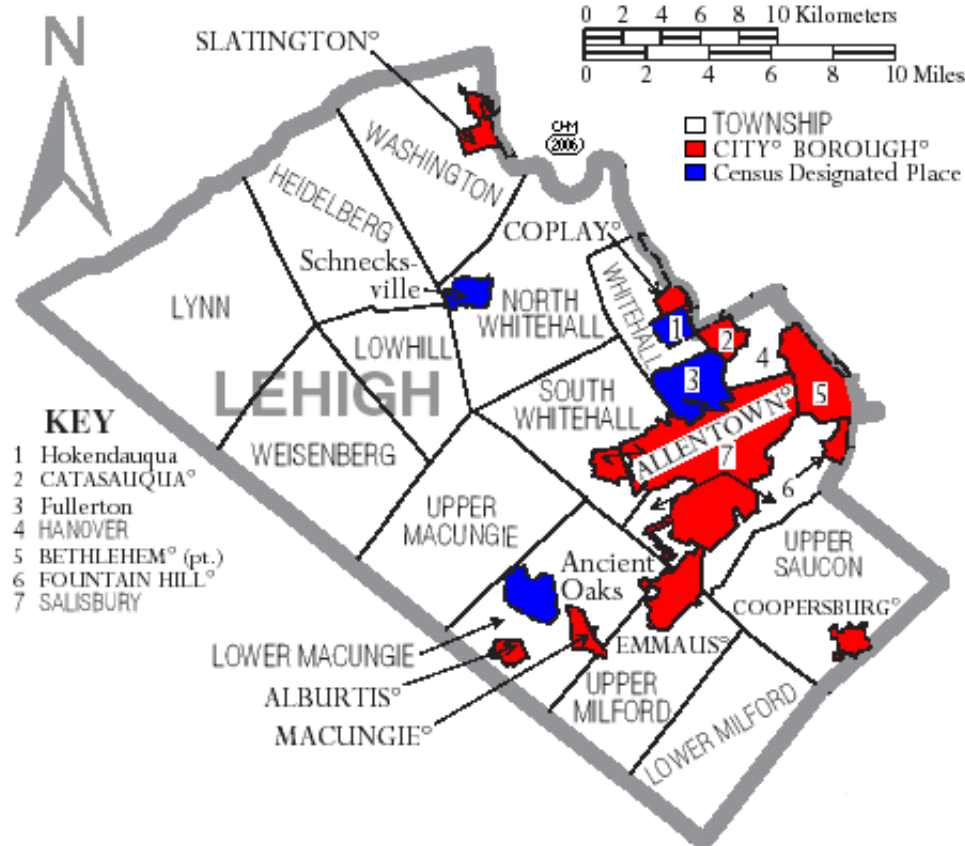 N
0 2 4 6 8 10 Kilometers
0 2 4 6 8 10 Miles
SLATINGTON°
CHM
2006
TOWNSHIP
CITY° BOROUGH°
Census Designated Place
WASHINGTON
HEIDELBERG
COPLAY°
Schnecks-
ville
LYNN
NORTH
WHITEHALL
WHITEHALL
1
2
4
LOWHILL
3
5
LEHIGH
SOUTH
WHITEHALL
ALLENTOWN°
7
WEISENBERG
6
KEY
1 Hokendauqua
2 CATASAUQUA°
3 Fullerton
4 HANOVER
5 BETHLEHEM° (pt.)
6 FOUNTAIN HILL°
7 SALISBURY
UPPER
MACUNGIE
UPPER
SAUCON
Ancient
Oaks
COOPERSBURG°
LOWER MACUNGIE
EMMAUS°
ALBURTIS°
UPPER
MILFORD
MACUNGIE°
LOWER MILFORD